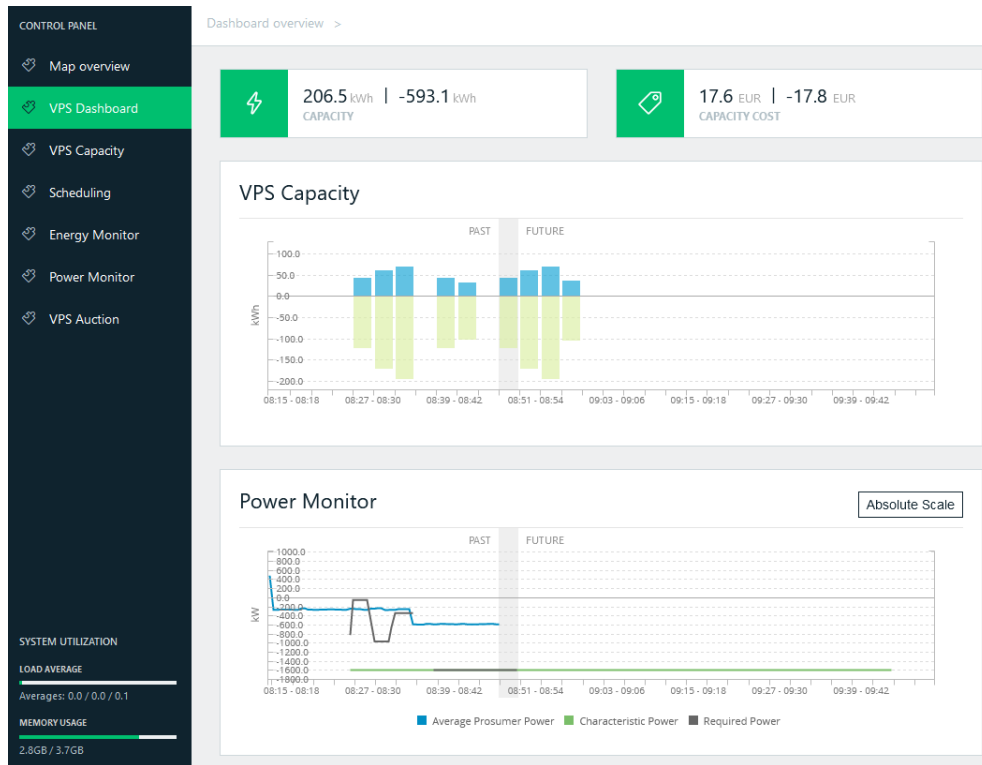 CONTROL PANEL
Map overview
VPS Dashboard
VPS Capacity
Scheduling
Energy Monitor
Power Monitor
VPS Auction
SYSTEM UTILIZATION
LOAD AVERAGE
Averages: 0.0 / 0.0 / 0.1
MEMORY USAGE
2.8GB / 3.7GB
Dashboard overview >
206.5 kWh | -593.1 kWh
CAPACITY
17.6 EUR | -17.8 EUR
CAPACITY COST
VPS Capacity
PAST FUTURE
100.0
50.0
0.0
-50.0
-100.0
-150.0
-200.0
kWh
08:15 - 08:18 08:27 - 08:30 08:39 - 08:42 08:51 - 08:54 09:03 - 09:06 09:15 - 09:18 09:27 - 09:30 09:39 - 09:42
Power Monitor
Absolute Scale
PAST FUTURE
1000.0
800.0
600.0
400.0
200.0
0.0
-200.0
-400.0
-600.0
-800.0
-1000.0
-1200.0
-1400.0
-1600.0
-1800.0
kW
08:15 - 08:18 08:27 - 08:30 08:39 - 08:42 08:51 - 08:54 09:03 - 09:06 09:15 - 09:18 09:27 - 09:30 09:39 - 09:42
Average Prosumer Power Characteristic Power Required Power